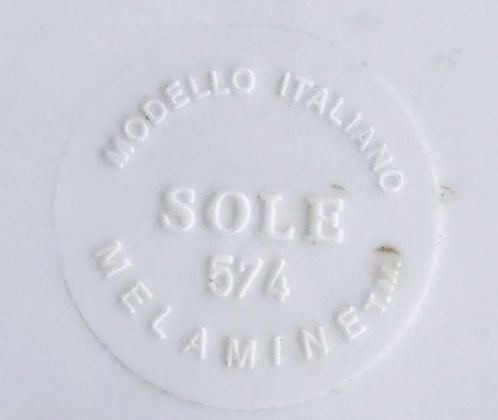 MODELLO ITALIANO
SOLE
574
MELAMINE T.M.